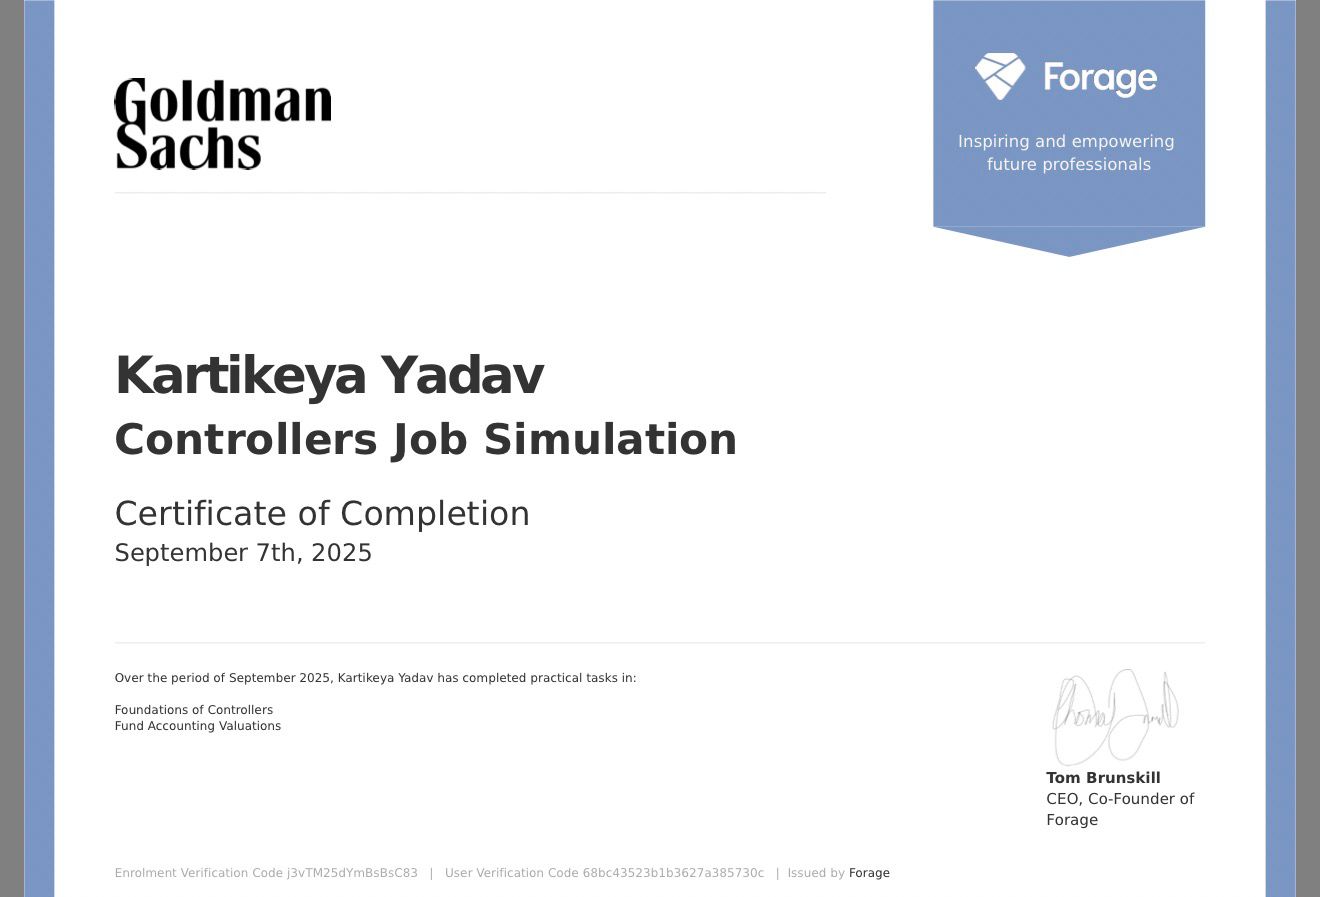 Goldman
Sachs
Forage
Inspiring and empowering
future professionals
Kartikeya Yadav
Controllers Job Simulation
Certificate of Completion
September 7th, 2025
Over the period of September 2025, Kartikeya Yadav has completed practical tasks in:
Foundations of Controllers
Fund Accounting Valuations
Tom Brunskill
CEO, Co-Founder of
Forage
Enrolment Verification Code j3vTM25dYmBsBsC83 | User Verification Code 68bc43523b1b3627a385730c | Issued by Forage